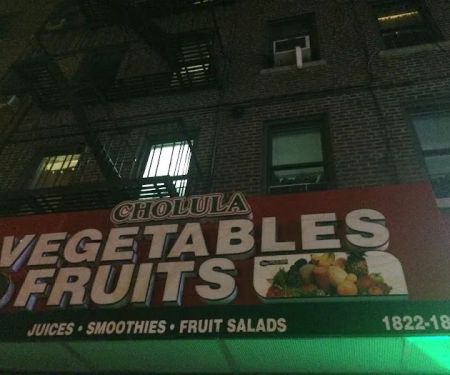 CHOLULA
VEGETABLES
FRUITS
JUICES • SMOOTHIES • FRUIT SALADS 1822-18